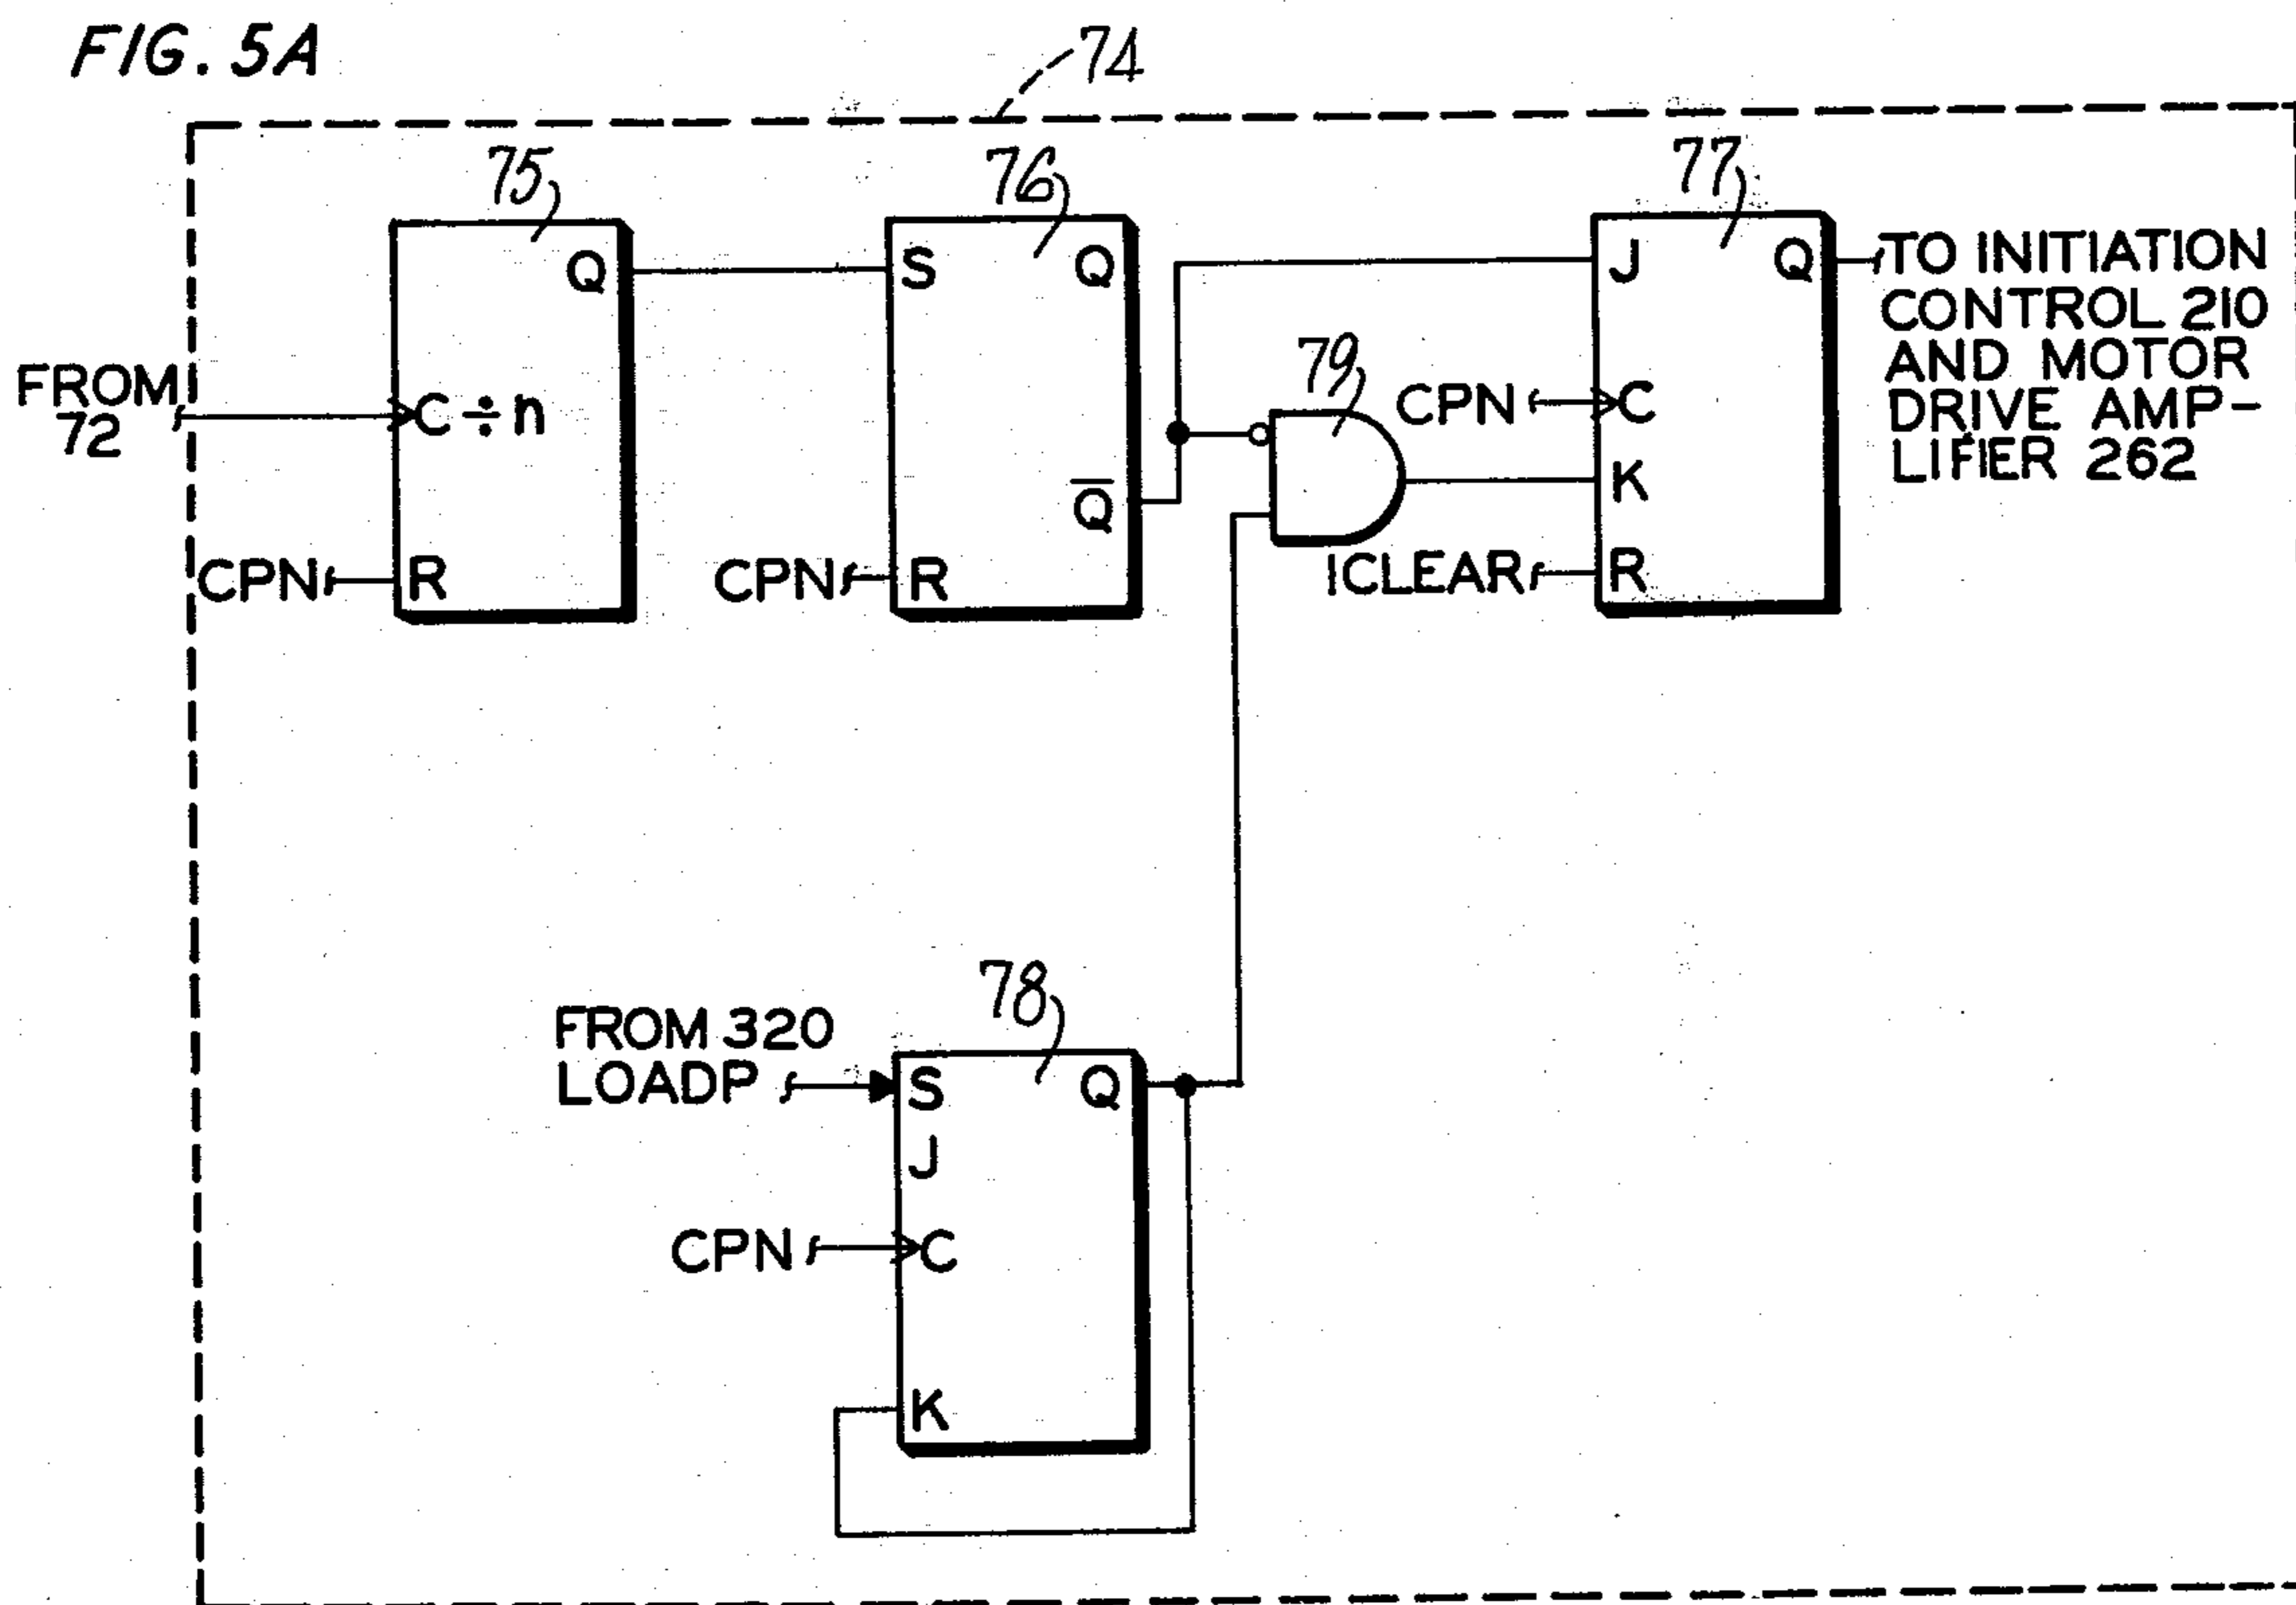 FIG. 5A
74
75
76
77
Q
S
Q
J
Q
TO INITIATION
CONTROL 210
AND MOTOR
DRIVE AMP-
LIFIER 262
79
FROM
72
C ÷ n
CPN
C
K
Q̅
CPN
R
CPN
R
ICLEAR
R
78
FROM 320
LOADP
S
Q
J
CPN
C
K